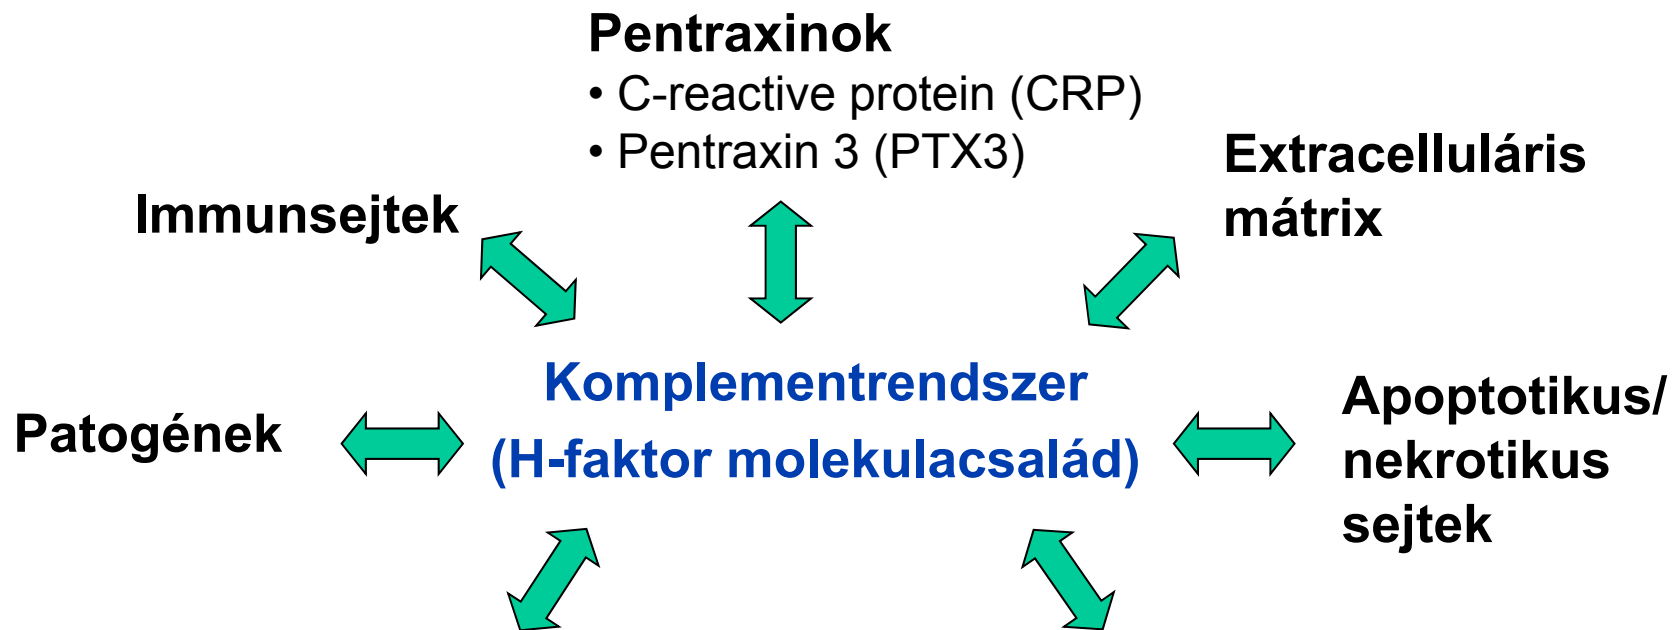 Pentraxinok
• C-reactive protein (CRP)
• Pentraxin 3 (PTX3)
Extracelluláris
mátrix
Immunsejtek
Komplementrendszer
(H-faktor molekulacsalád)
Patogének
Apoptotikus/
nekrotikus
sejtek